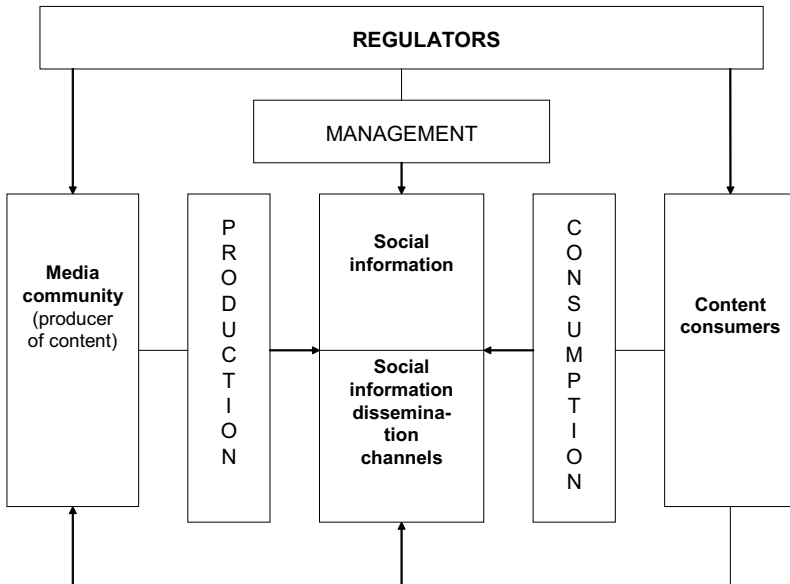 REGULATORS
MANAGEMENT
Media
community
(producer
of content)
P
R
O
D
U
C
T
I
O
N
Social
information
Social
information
dissemina-
tion
channels
C
O
N
S
U
M
P
T
I
O
N
Content
consumers